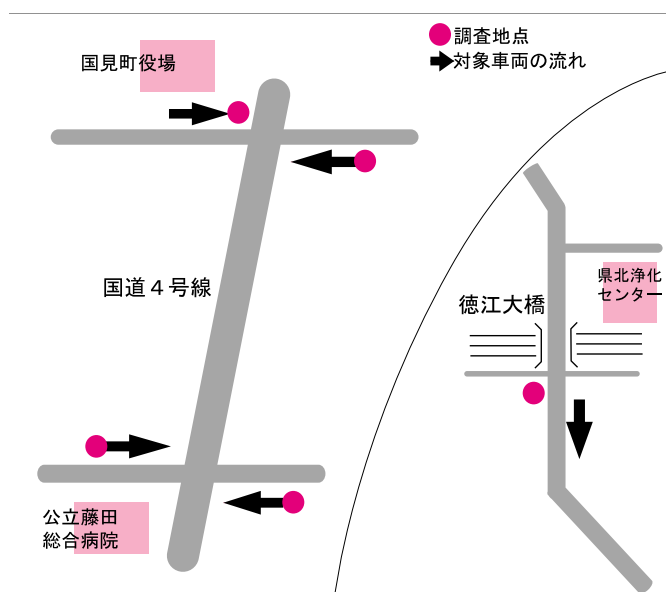 調査地点
対象車両の流れ
国見町役場
国道４号線
公立藤田
総合病院
県北浄化
センター
徳江大橋